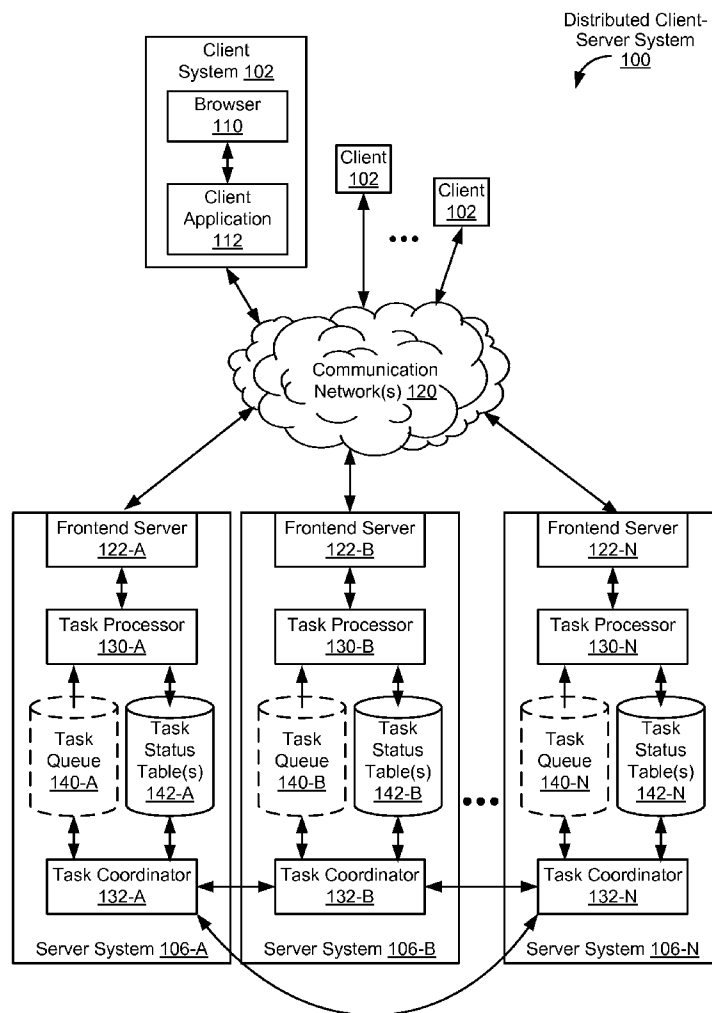 Distributed Client-
Server System
100
Client
System 102
Browser
110
Client
Application
112
Client
102
Client
102
Communication
Network(s) 120
Frontend Server
122-A
Task Processor
130-A
Task
Queue
140-A
Task
Status
Table(s)
142-A
Task Coordinator
132-A
Server System 106-A
Frontend Server
122-B
Task Processor
130-B
Task
Queue
140-B
Task
Status
Table(s)
142-B
Task Coordinator
132-B
Server System 106-B
Frontend Server
122-N
Task Processor
130-N
Task
Queue
140-N
Task
Status
Table(s)
142-N
Task Coordinator
132-N
Server System 106-N